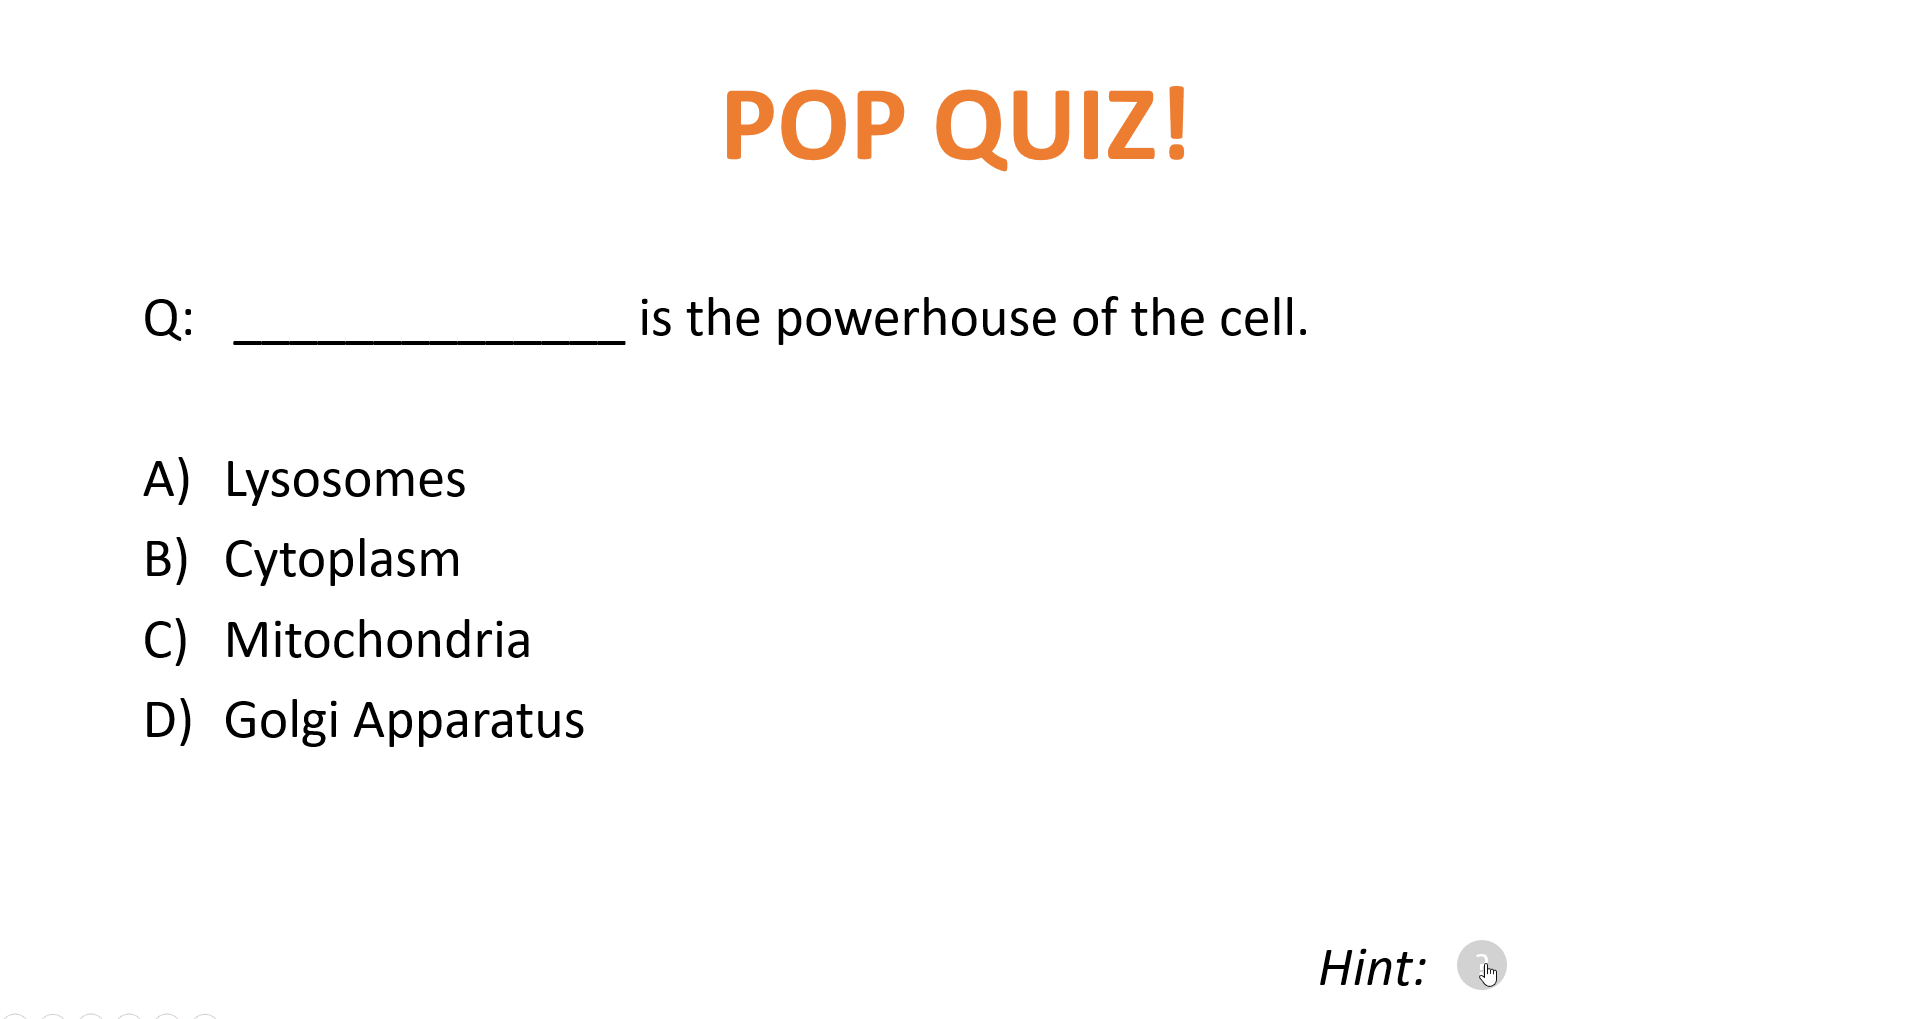 POP QUIZ!
Q: ______________ is the powerhouse of the cell.
A) Lysosomes
B) Cytoplasm
C) Mitochondria
D) Golgi Apparatus
Hint: ?